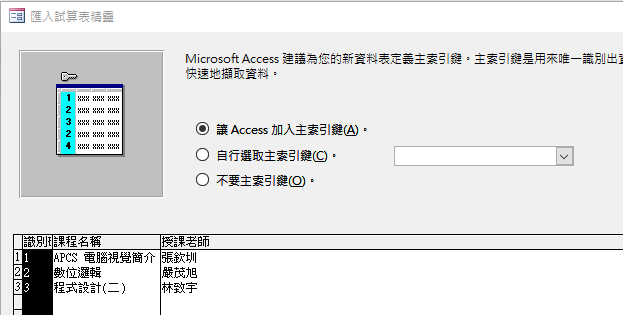 匯入試算表精靈
Microsoft Access 建議為您的新資料表定義主索引鍵。主索引鍵是用來唯一識別出
快速地擷取資料。
1 xxx xxx xxx
2 xxx xxx xxx
3 xxx xxx xxx
2 xxx xxx xxx
4 xxx xxx xxx
讓 Access 加入主索引鍵(A)。
自行選取主索引鍵(C)。
不要主索引鍵(O)。
識別 課程名稱 授課老師
1 1 APCS 電腦視覺簡介 張欽圳
2 2 數位邏輯 嚴茂旭
3 3 程式設計(二) 林致宇